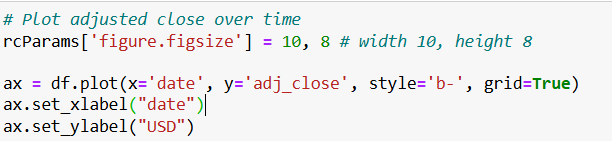 # Plot adjusted close over time
rcParams['figure.figsize'] = 10, 8 # width 10, height 8
ax = df.plot(x='date', y='adj_close', style='b-', grid=True)
ax.set_xlabel("date")
ax.set_ylabel("USD")